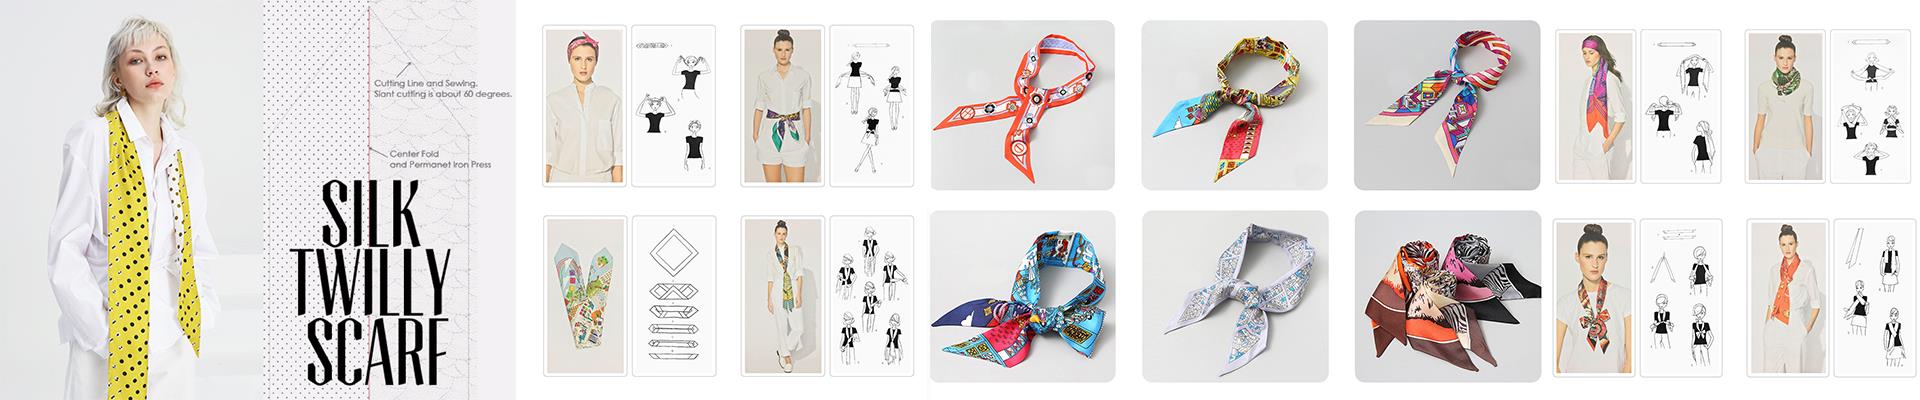 Cutting Line and Sewing.
Slant cutting is about 60 degrees.
Center Fold
and Permanet Iron Press
SILK
TWILLY
SCARF